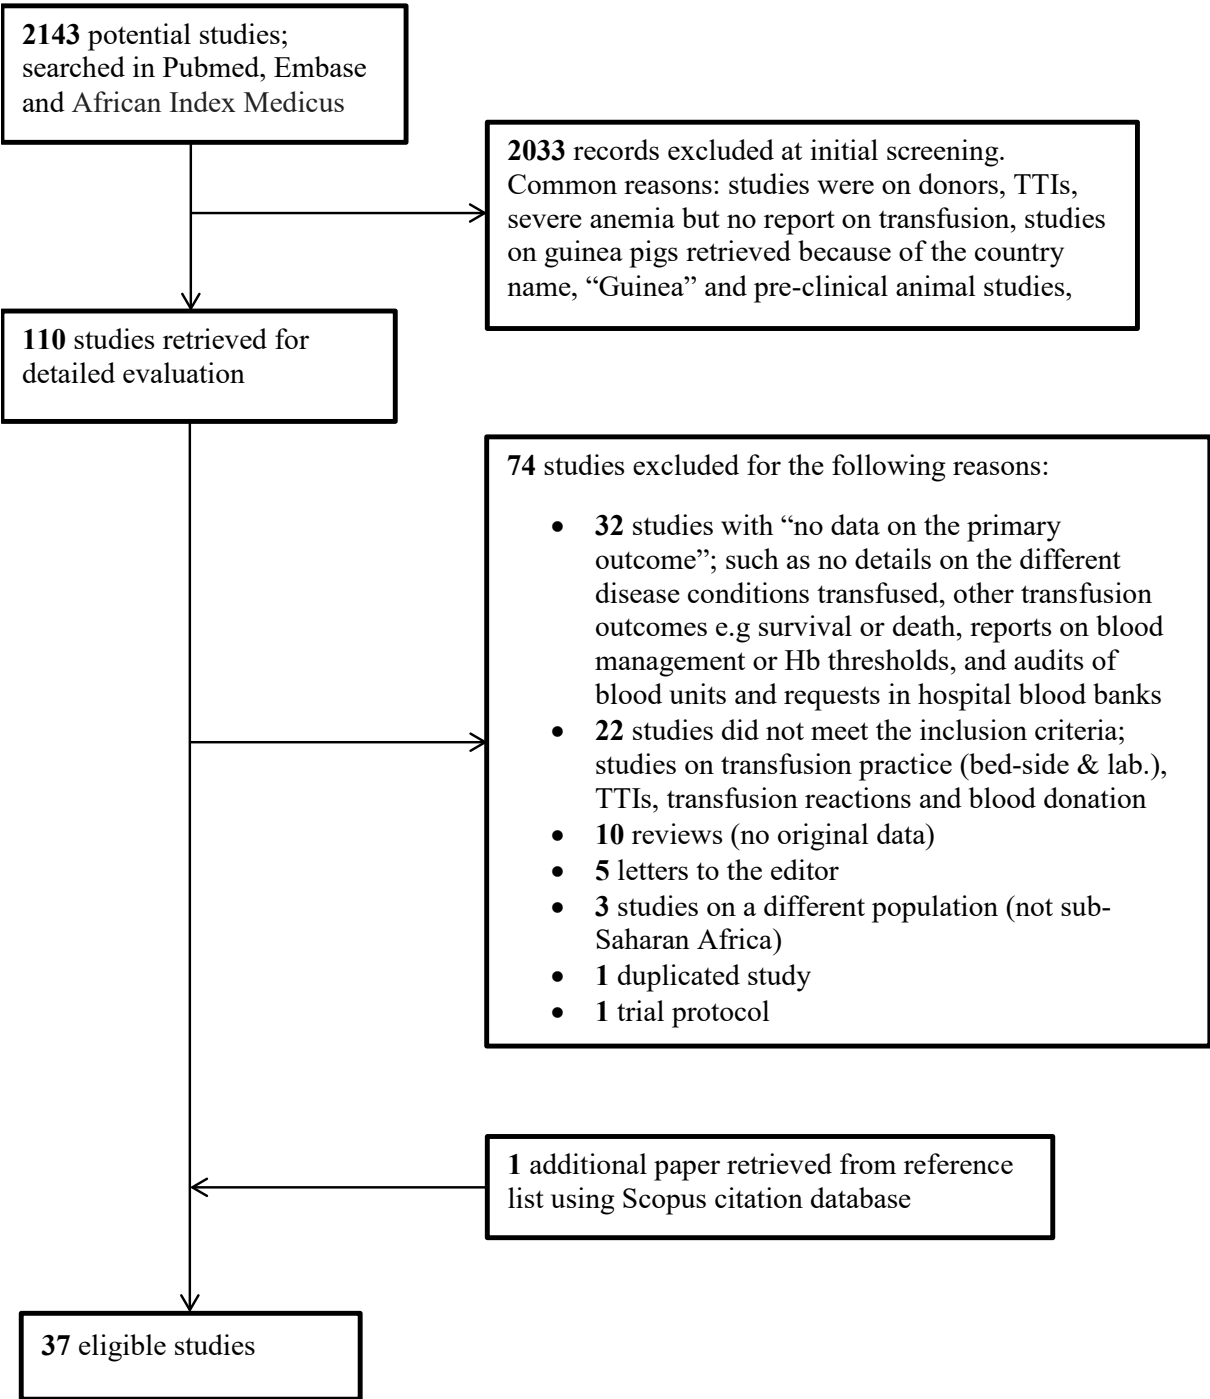 2143 potential studies;
searched in Pubmed, Embase
and African Index Medicus
2033 records excluded at initial screening.
Common reasons: studies were on donors, TTIs,
severe anemia but no report on transfusion, studies
on guinea pigs retrieved because of the country
name, “Guinea” and pre-clinical animal studies,
110 studies retrieved for
detailed evaluation
74 studies excluded for the following reasons:
• 32 studies with “no data on the primary
outcome”; such as no details on the different
disease conditions transfused, other transfusion
outcomes e.g survival or death, reports on blood
management or Hb thresholds, and audits of
blood units and requests in hospital blood banks
• 22 studies did not meet the inclusion criteria;
studies on transfusion practice (bed-side & lab.),
TTIs, transfusion reactions and blood donation
• 10 reviews (no original data)
• 5 letters to the editor
• 3 studies on a different population (not sub-
Saharan Africa)
• 1 duplicated study
• 1 trial protocol
1 additional paper retrieved from reference
list using Scopus citation database
37 eligible studies